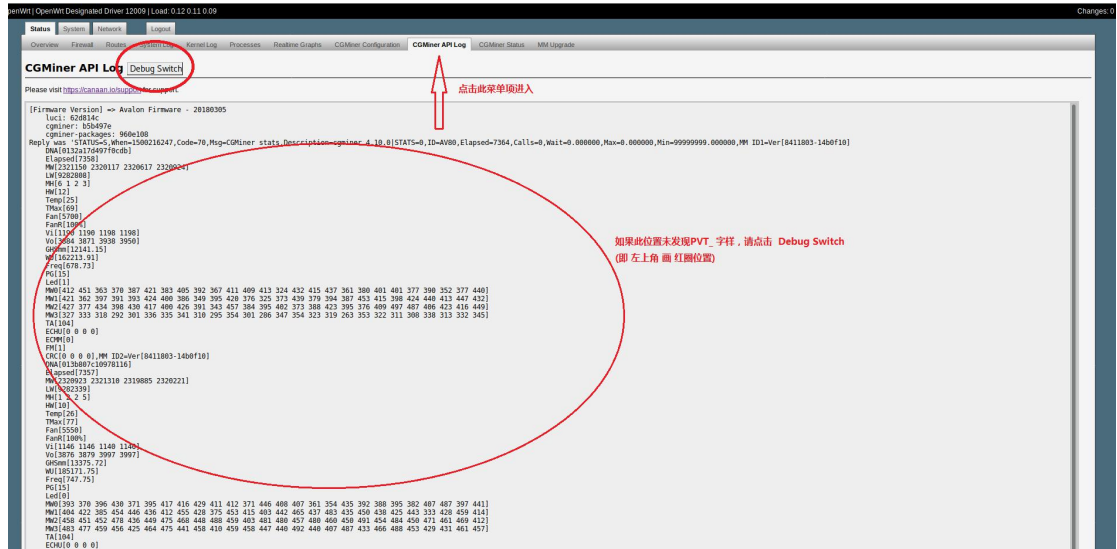 penWrt | OpenWrt Designated Driver 12009 | Load: 0.12 0.11 0.09
Changes: 0
Status System Network Logout
Overview Firewall Routes System Log Kernel Log Processes Realtime Graphs CGMiner Configuration CGMiner API Log CGMiner Status MM Upgrade
CGMiner API Log Debug Switch
Please visit https://canaan.io/support for support.
点击此菜单项进入
[Firmware Version] => Avalon Firmware - 20180305
luci: 62d814c
cgminer: b5b497e
cgminer-packages: 960e108
Reply was 'STATUS=S,When=1500216247,Code=70,Msg=CGMiner stats,Description=cgminer 4.10.0|STATS=0,ID=AV80,Elapsed=7364,Calls=0,Wait=0.000000,Max=0.000000,Min=99999999.000000,MM ID1=Ver[8411803-14b0f10]
DNA[0132a17d497f0cdb]
Elapsed[7358]
MW[2321150 2320117 2320617 2320924]
LW[9282808]
MH[6 1 2 3]
HW[12]
Temp[25]
TMax[69]
Fan[5700]
FanR[100%]
Vi[1190 1190 1198 1198]
Vo[3884 3871 3938 3950]
GHSmm[12141.15]
WU[162213.91]
Freq[678.73]
PG[15]
Led[1]
MW0[412 451 363 370 387 421 383 405 392 367 411 409 413 324 432 415 437 361 380 401 401 377 390 352 377 440]
MW1[421 362 397 391 393 424 400 386 349 395 420 376 325 373 439 379 394 387 453 415 398 424 440 413 447 432]
MW2[427 377 434 398 430 417 400 426 391 343 457 384 395 402 373 388 423 395 376 409 497 487 406 423 416 449]
MW3[327 333 318 292 301 336 335 341 310 295 354 301 286 347 354 323 319 263 353 322 311 308 338 313 332 345]
TA[104]
ECHU[0 0 0 0]
ECMM[0]
FM[1]
CRC[0 0 0 0],MM ID2=Ver[8411803-14b0f10]
DNA[013b807c10978116]
Elapsed[7357]
MW[2320923 2321310 2319885 2320221]
LW[9282339]
MH[1 2 2 5]
HW[10]
Temp[26]
TMax[77]
Fan[5550]
FanR[100%]
Vi[1146 1146 1140 1140]
Vo[3876 3879 3997 3997]
GHSmm[13375.72]
WU[185171.75]
Freq[747.75]
PG[15]
Led[0]
MW0[393 370 396 430 371 395 417 416 429 411 412 371 446 408 407 361 354 435 392 388 395 382 407 487 397 441]
MW1[404 422 385 454 446 436 412 455 428 375 453 415 403 442 465 437 483 435 450 438 425 443 333 428 459 414]
MW2[458 451 452 478 436 449 475 468 448 488 459 403 481 480 457 480 460 450 491 454 484 450 471 461 469 412]
MW3[483 477 459 456 425 464 475 441 458 410 459 458 447 440 492 440 407 487 433 466 488 453 429 431 461 457]
TA[104]
ECHU[0 0 0 0]
如果此位置未发现PVT_ 字样，请点击 Debug Switch
(即 左上角 画 红圈位置)